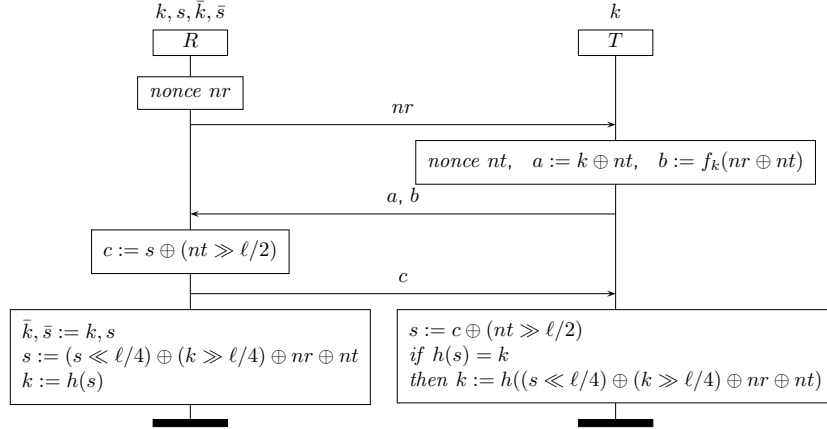 k, s, k̄, s̄
k
R
T
nonce nr
nr
nonce nt, a := k ⊕ nt, b := f_k(nr ⊕ nt)
a, b
c := s ⊕ (nt ≫ ℓ/2)
c
k̄, s̄ := k, s
s := (s ≪ ℓ/4) ⊕ (k ≫ ℓ/4) ⊕ nr ⊕ nt
k := h(s)
s := c ⊕ (nt ≫ ℓ/2)
if h(s) = k
then k := h((s ≪ ℓ/4) ⊕ (k ≫ ℓ/4) ⊕ nr ⊕ nt)